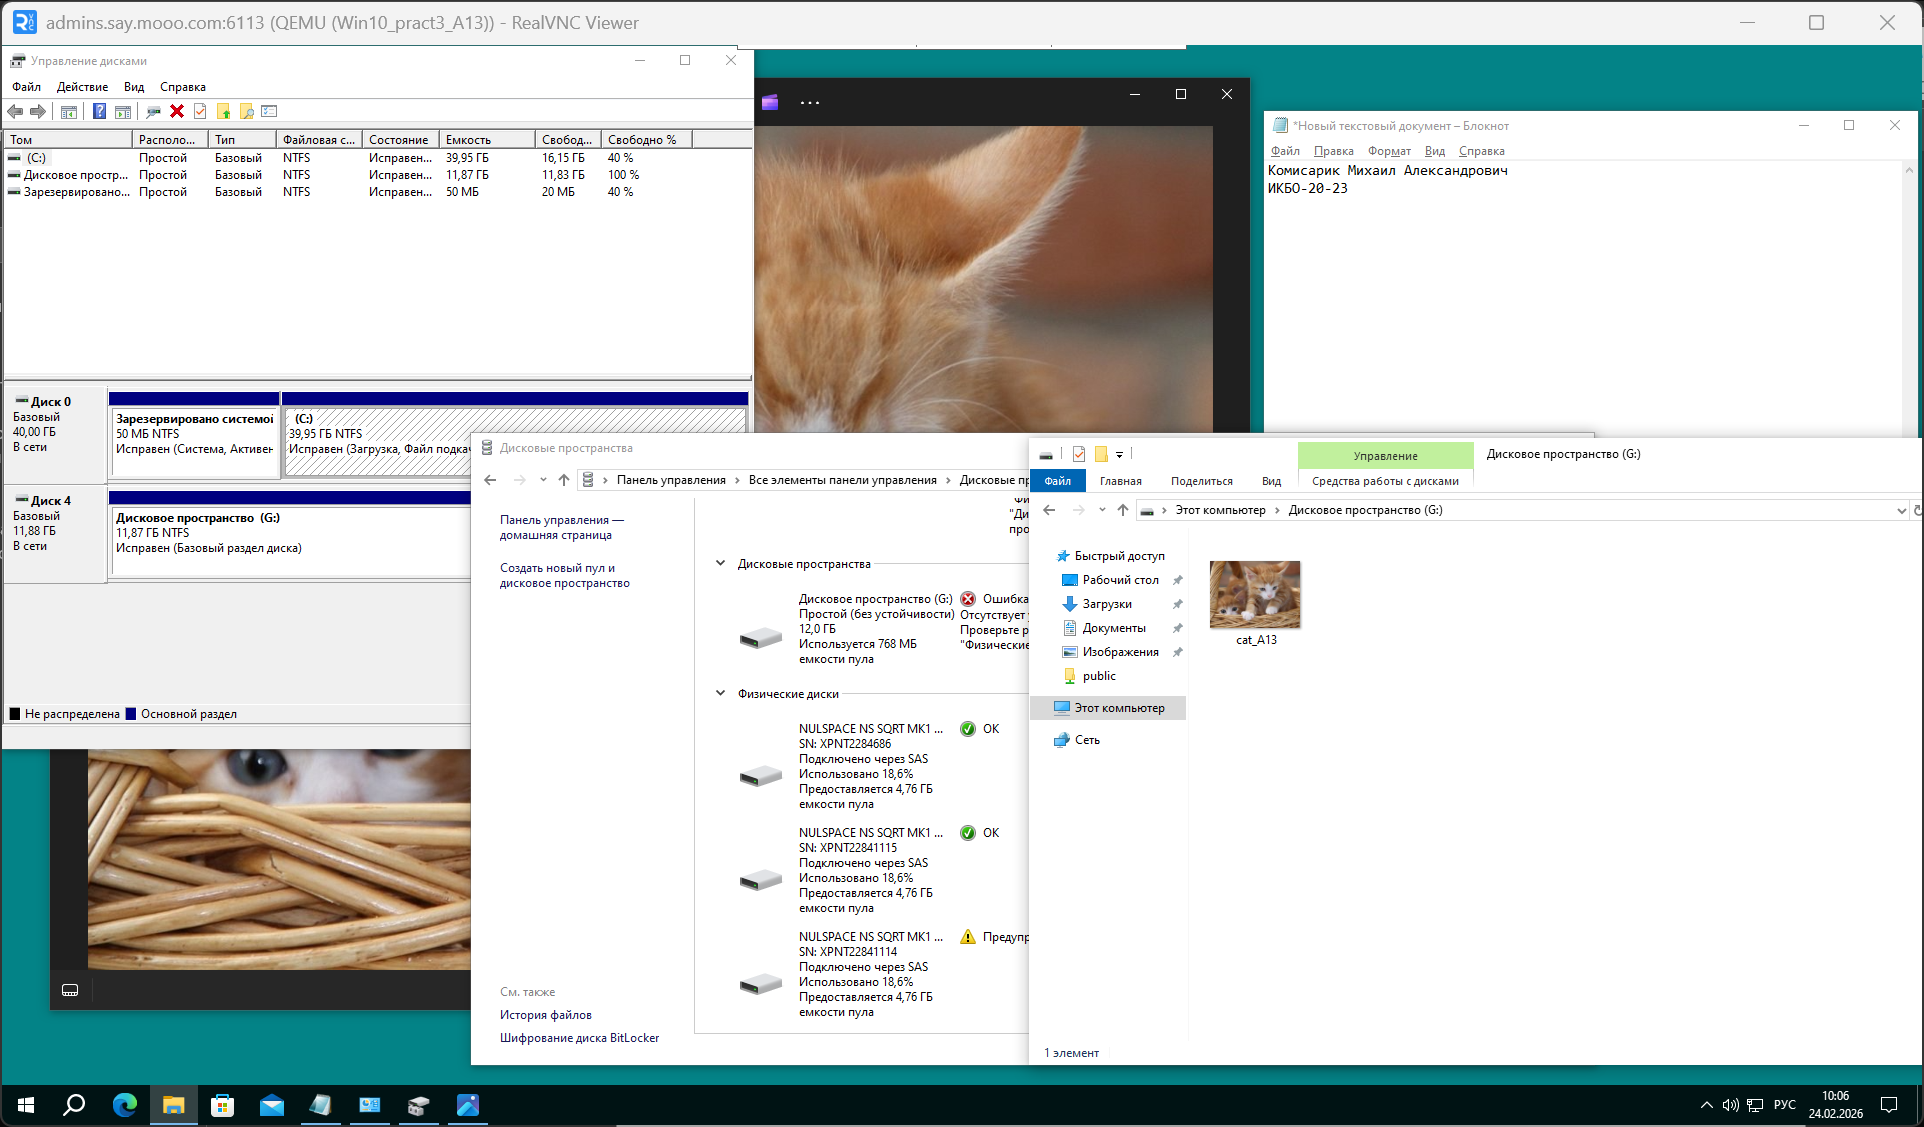 admins.say.mooo.com:6113 (QEMU (Win10_pract3_A13)) - RealVNC Viewer
Управление дисками
Файл Действие Вид Справка
Том Располо... Тип Файловая с... Состояние Емкость Свобод... Свободно %
(C:) Простой Базовый NTFS Исправен... 39,95 ГБ 16,15 ГБ 40 %
Дисковое простр... Простой Базовый NTFS Исправен... 11,87 ГБ 11,83 ГБ 100 %
Зарезервировано... Простой Базовый NTFS Исправен... 50 МБ 20 МБ 40 %
Диск 0
Базовый
40,00 ГБ
В сети
Зарезервировано системой
50 МБ NTFS
Исправен (Система, Активен
(C:)
39,95 ГБ NTFS
Исправен (Загрузка, Файл подкач
Диск 4
Базовый
11,88 ГБ
В сети
Дисковое пространство (G:)
11,87 ГБ NTFS
Исправен (Базовый раздел диска)
Не распределена Основной раздел
*Новый текстовый документ – Блокнот
Файл Правка Формат Вид Справка
Комисарик Михаил Александрович
ИКБО-20-23
Дисковые пространства
Панель управления Все элементы панели управления Дисковые пр
Панель управления —
домашняя страница
Создать новый пул и
дисковое пространство
"Ди
про
Дисковые пространства
Дисковое пространство (G:)
Простой (без устойчивости)
12,0 ГБ
Используется 768 МБ
емкости пула
Ошибка
Отсутствует
Проверьте р
"Физические
Физические диски
NULSPACE NS SQRT MK1 ...
SN: XPNT2284686
Подключено через SAS
Использовано 18,6%
Предоставляется 4,76 ГБ
емкости пула
OK
NULSPACE NS SQRT MK1 ...
SN: XPNT22841115
Подключено через SAS
Использовано 18,6%
Предоставляется 4,76 ГБ
емкости пула
OK
NULSPACE NS SQRT MK1 ...
SN: XPNT22841114
Подключено через SAS
Использовано 18,6%
Предоставляется 4,76 ГБ
емкости пула
Предупр
См. также
История файлов
Шифрование диска BitLocker
Управление
Дисковое пространство (G:)
Файл Главная Поделиться Вид Средства работы с дисками
Этот компьютер Дисковое пространство (G:)
Быстрый доступ
Рабочий стол
Загрузки
Документы
Изображения
public
Этот компьютер
Сеть
cat_A13
1 элемент
РУС
10:06
24.02.2026